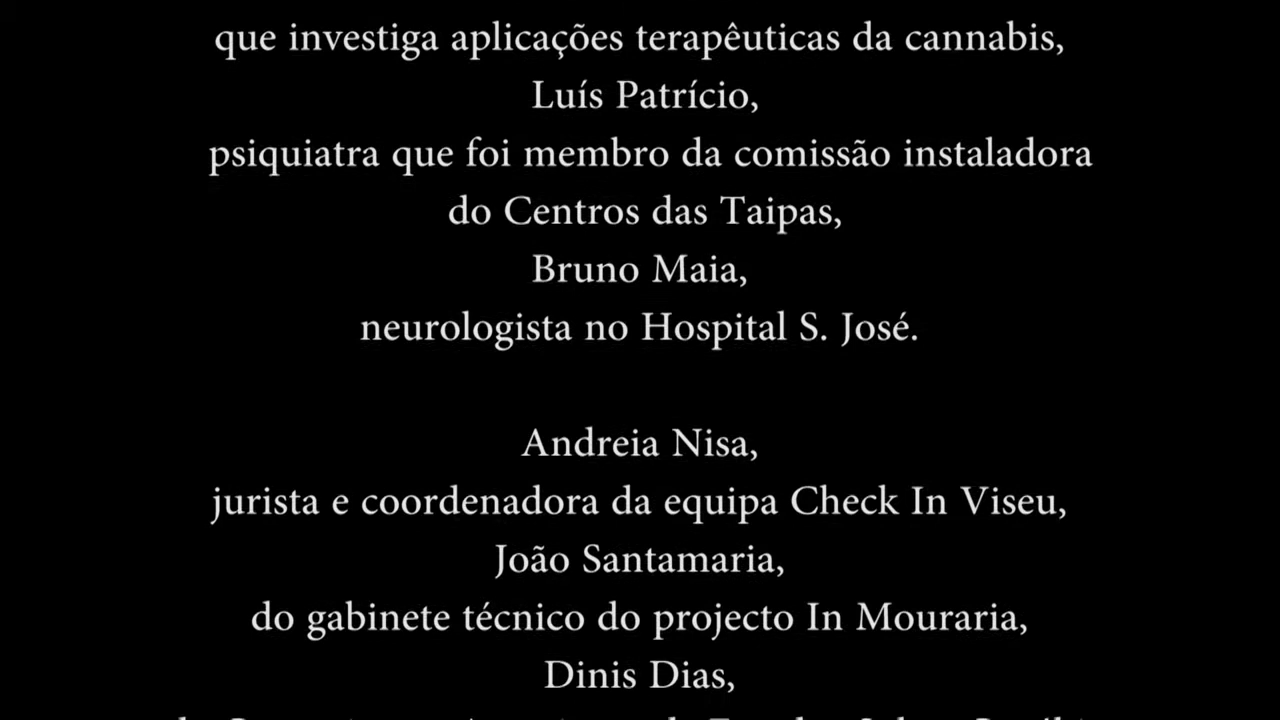 que investiga aplicações terapêuticas da cannabis,
Luís Patrício,
psiquiatra que foi membro da comissão instaladora
do Centros das Taipas,
Bruno Maia,
neurologista no Hospital S. José.
Andreia Nisa,
jurista e coordenadora da equipa Check In Viseu,
João Santamaria,
do gabinete técnico do projecto In Mouraria,
Dinis Dias,